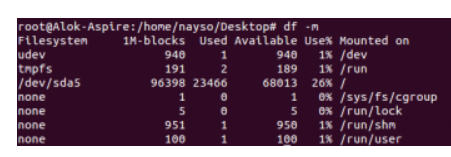 root@Alok-Aspire:/home/nayso/Desktop# df -m
Filesystem     1M-blocks  Used Available Use% Mounted on
udev                 940     1       940   1% /dev
tmpfs                191     2       189   1% /run
/dev/sda5          96398 23466     68013  26% /
none                   1     0         1   0% /sys/fs/cgroup
none                   5     0         5   0% /run/lock
none                 951     1       950   1% /run/shm
none                 100     1       100   1% /run/user